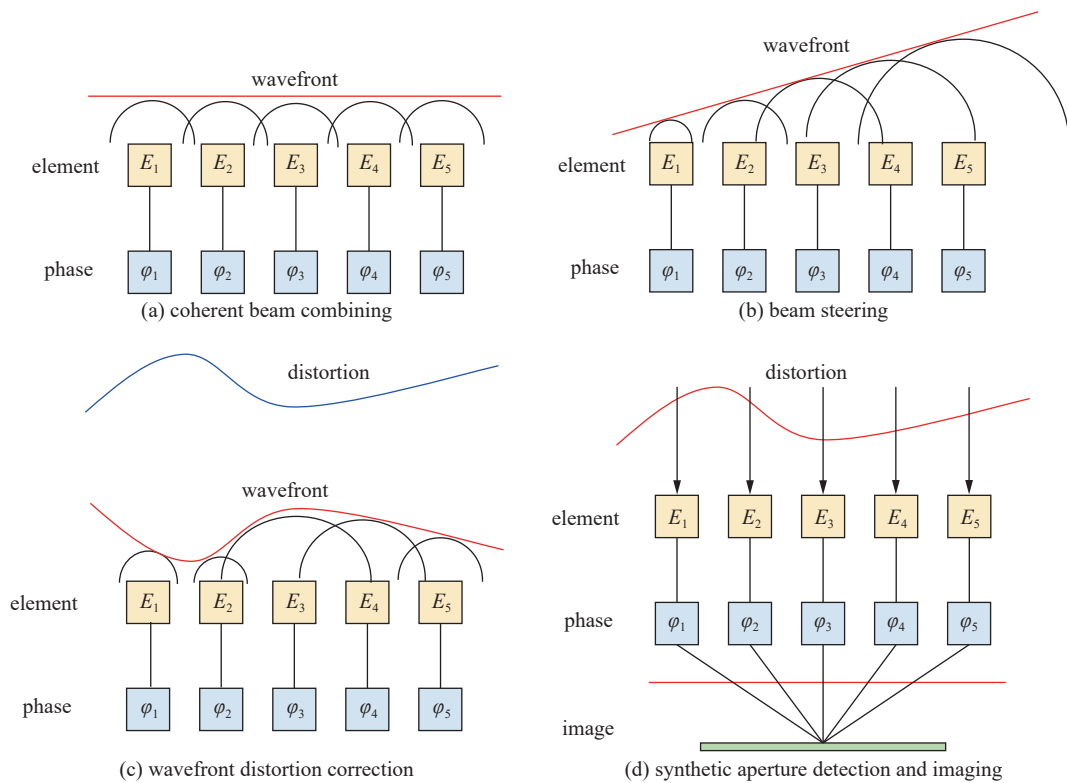 wavefront
element E₁ E₂ E₃ E₄ E₅
phase φ₁ φ₂ φ₃ φ₄ φ₅
(a) coherent beam combining
wavefront
element E₁ E₂ E₃ E₄ E₅
phase φ₁ φ₂ φ₃ φ₄ φ₅
(b) beam steering
distortion
wavefront
element E₁ E₂ E₃ E₄ E₅
phase φ₁ φ₂ φ₃ φ₄ φ₅
(c) wavefront distortion correction
distortion
element E₁ E₂ E₃ E₄ E₅
phase φ₁ φ₂ φ₃ φ₄ φ₅
image
(d) synthetic aperture detection and imaging